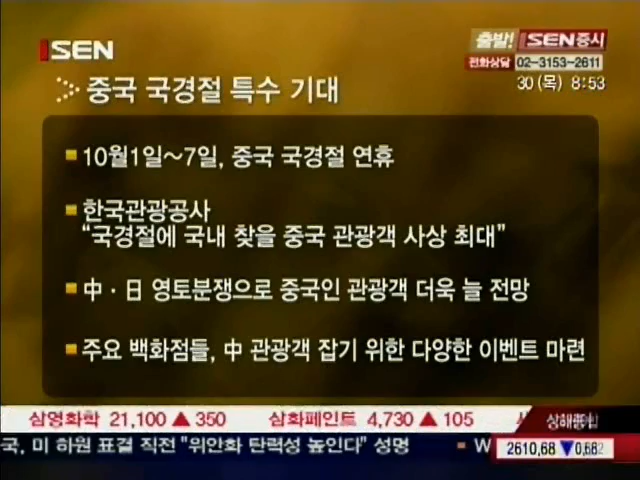 SEN
출발! SEN증시
전화상담 02-3153-2611
30(목) 8:53
중국 국경절 특수 기대
10월1일~7일, 중국 국경절 연휴
한국관광공사
“국경절에 국내 찾을 중국 관광객 사상 최대”
中·日 영토분쟁으로 중국인 관광객 더욱 늘 전망
주요 백화점들, 中 관광객 잡기 위한 다양한 이벤트 마련
삼영화학 21,100 ▲ 350 삼화페인트 4,730 ▲ 105
국, 미 하원 표결 직전 "위안화 탄력성 높인다" 성명
2610,68 ▼